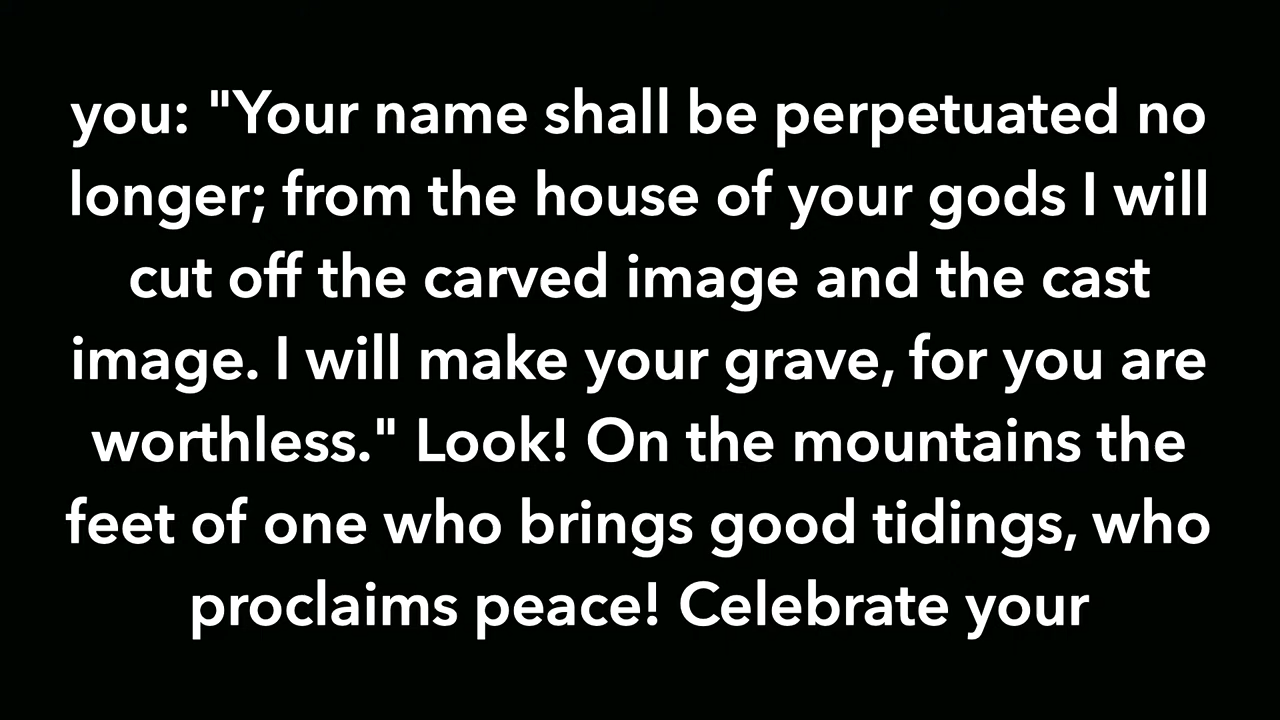 you: "Your name shall be perpetuated no
longer; from the house of your gods I will
cut off the carved image and the cast
image. I will make your grave, for you are
worthless." Look! On the mountains the
feet of one who brings good tidings, who
proclaims peace! Celebrate your